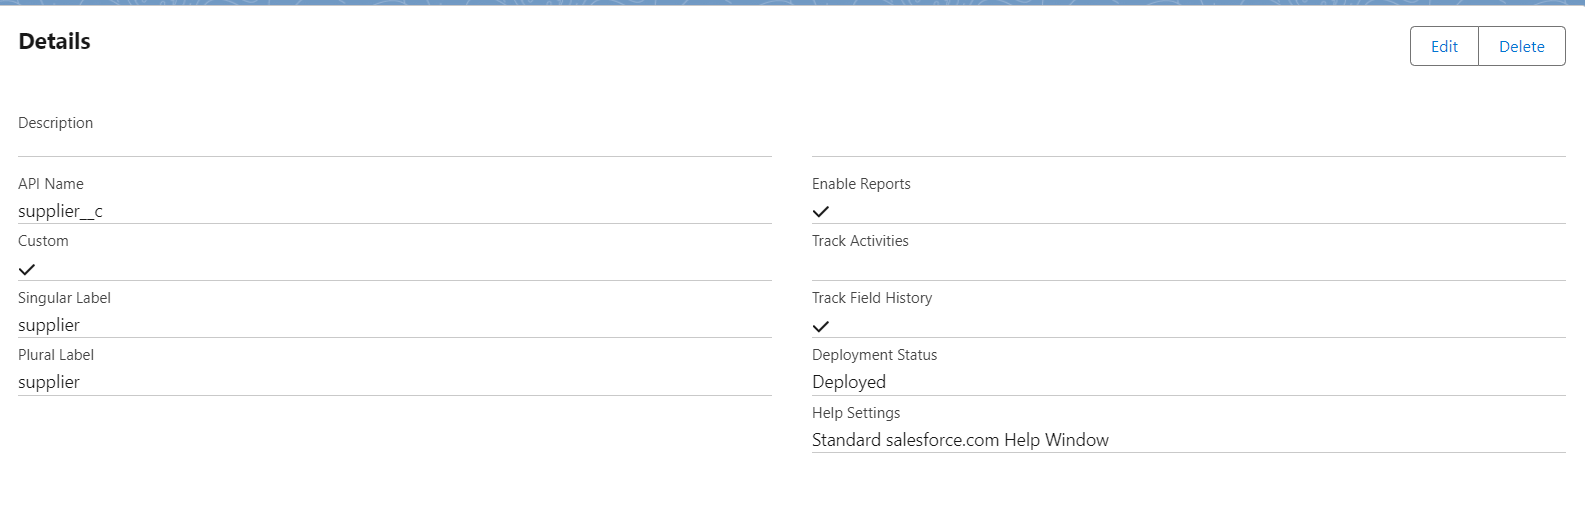 Details
Edit
Delete
Description
API Name
supplier__c
Custom
Singular Label
supplier
Plural Label
supplier
Enable Reports
Track Activities
Track Field History
Deployment Status
Deployed
Help Settings
Standard salesforce.com Help Window